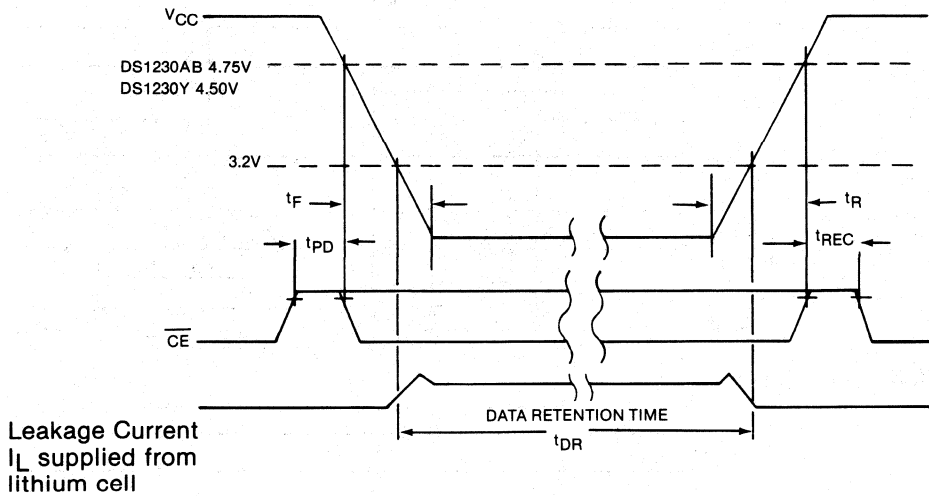 VCC
DS1230AB 4.75V
DS1230Y 4.50V
3.2V
tF
tR
tPD
tREC
CE
DATA RETENTION TIME
tDR
Leakage Current
IL supplied from
lithium cell